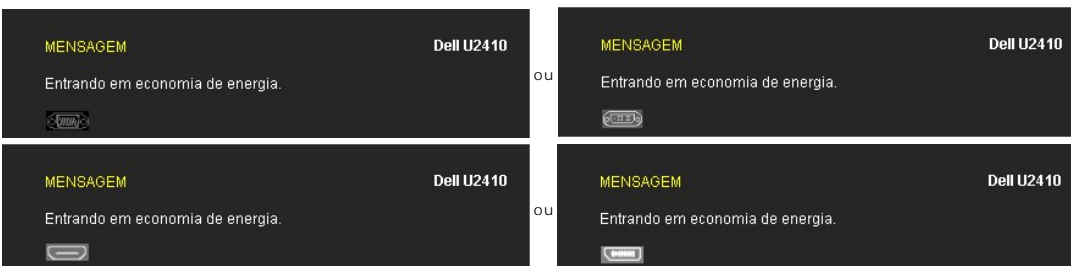 MENSAGEM Dell U2410
Entrando em economia de energia.
ou
MENSAGEM Dell U2410
Entrando em economia de energia.
MENSAGEM Dell U2410
Entrando em economia de energia.
ou
MENSAGEM Dell U2410
Entrando em economia de energia.